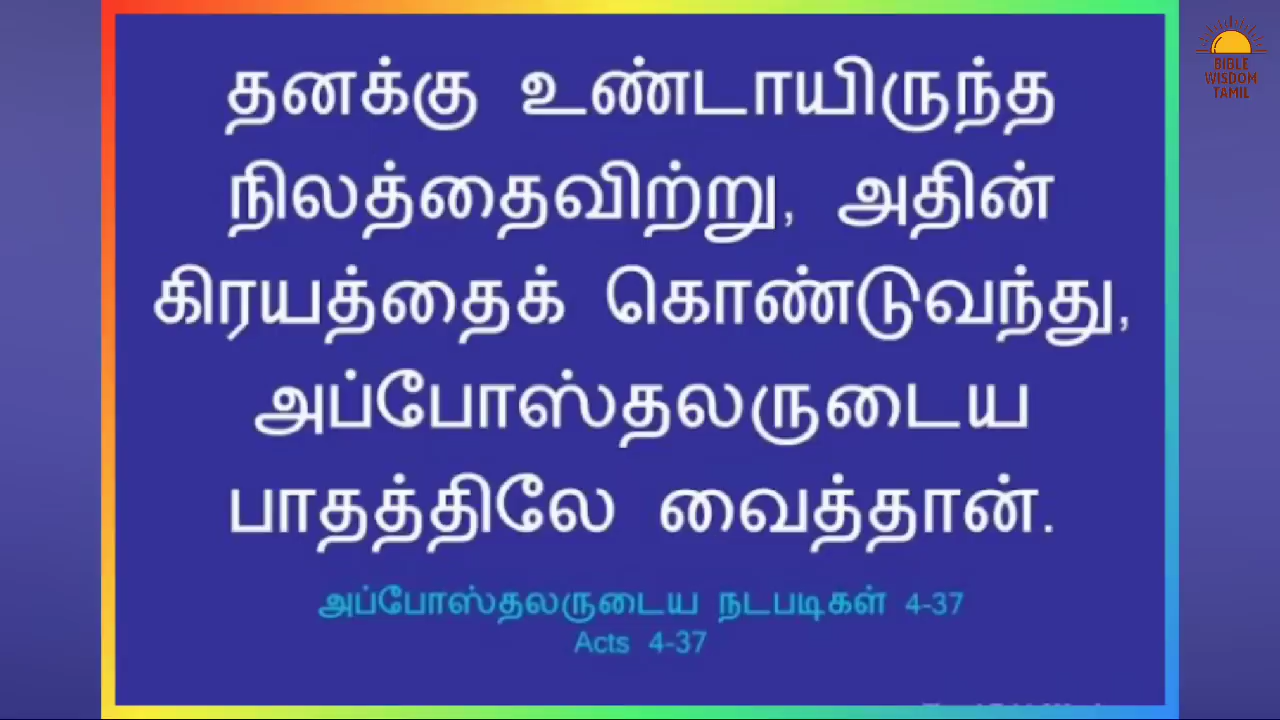 தனக்கு உண்டாயிருந்த
நிலத்தைவிற்று, அதின்
கிரயத்தைக் கொண்டுவந்து,
அப்போஸ்தலருடைய
பாதத்திலே வைத்தான்.
அப்போஸ்தலருடைய நடபடிகள் 4-37
Acts 4-37
BIBLE
WISDOM
TAMIL